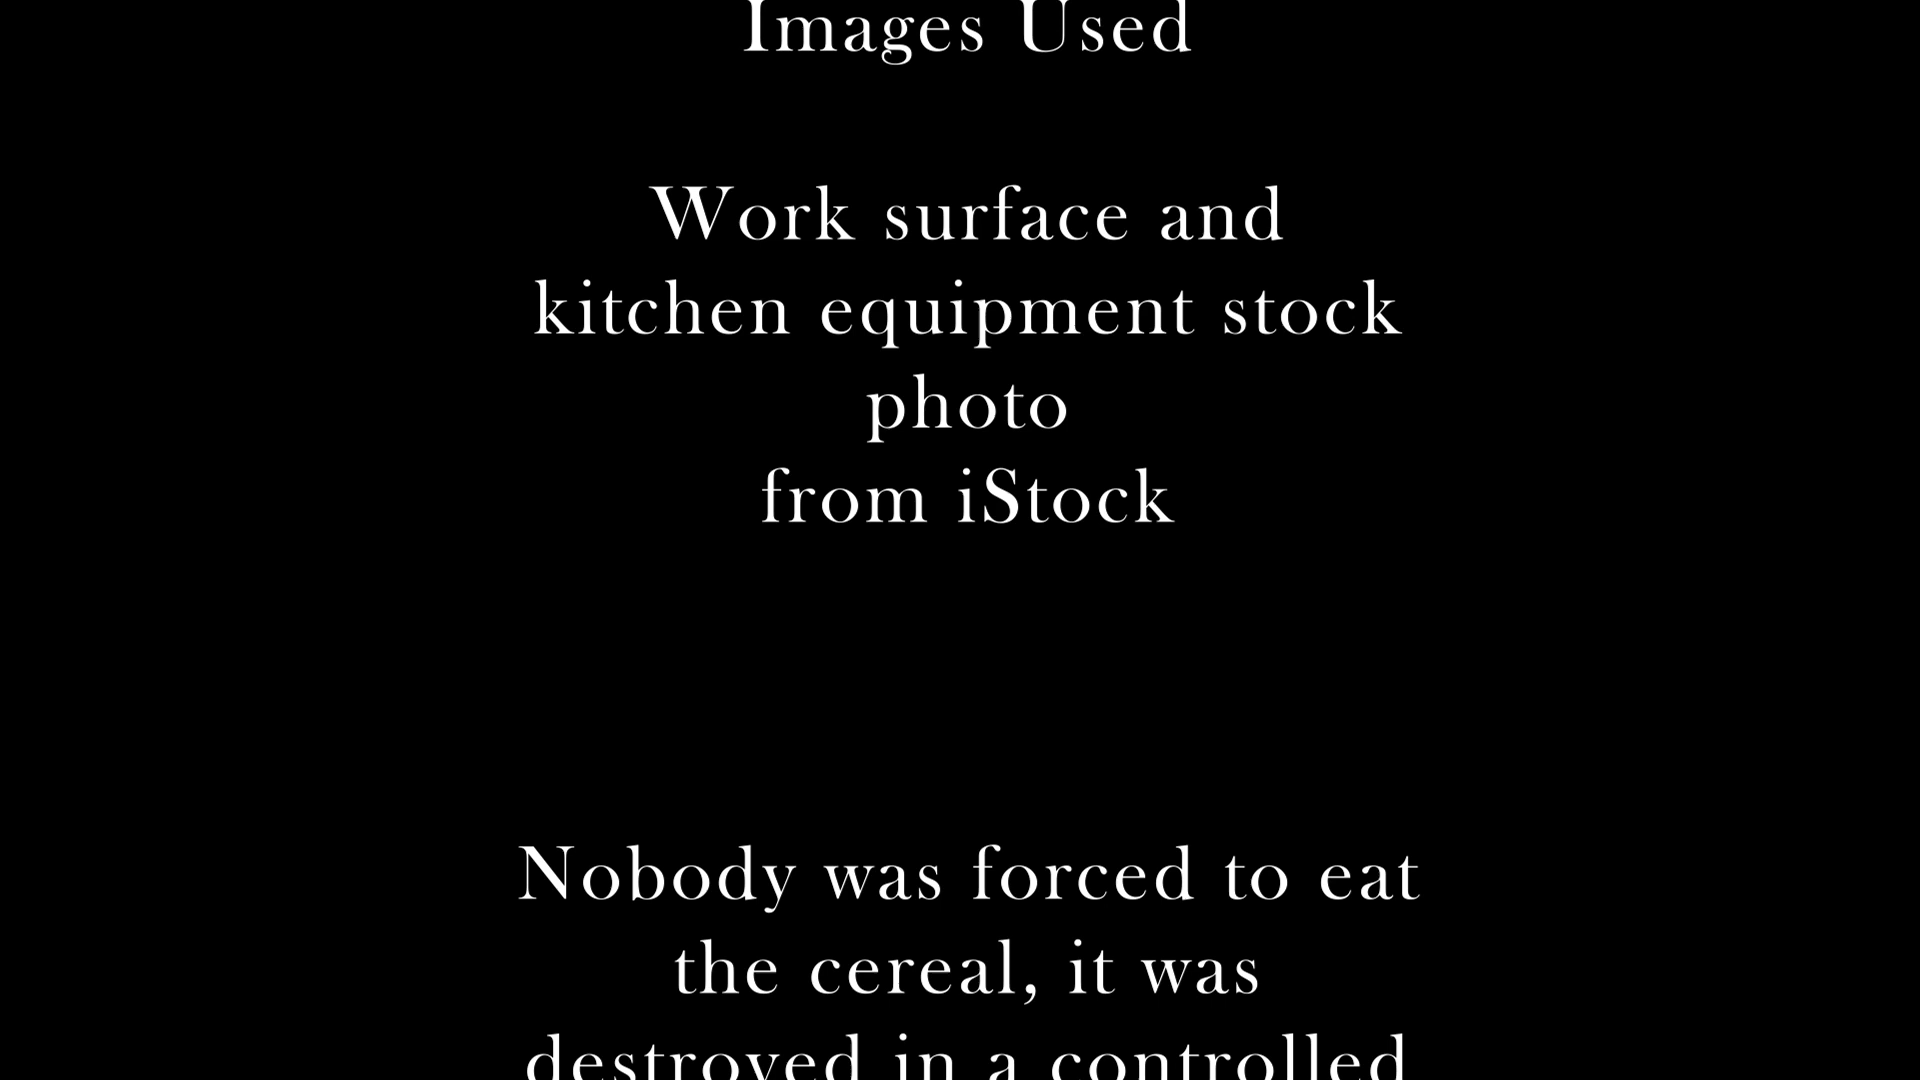 Images Used
Work surface and
kitchen equipment stock
photo
from iStock
Nobody was forced to eat
the cereal, it was
destroyed in a controlled